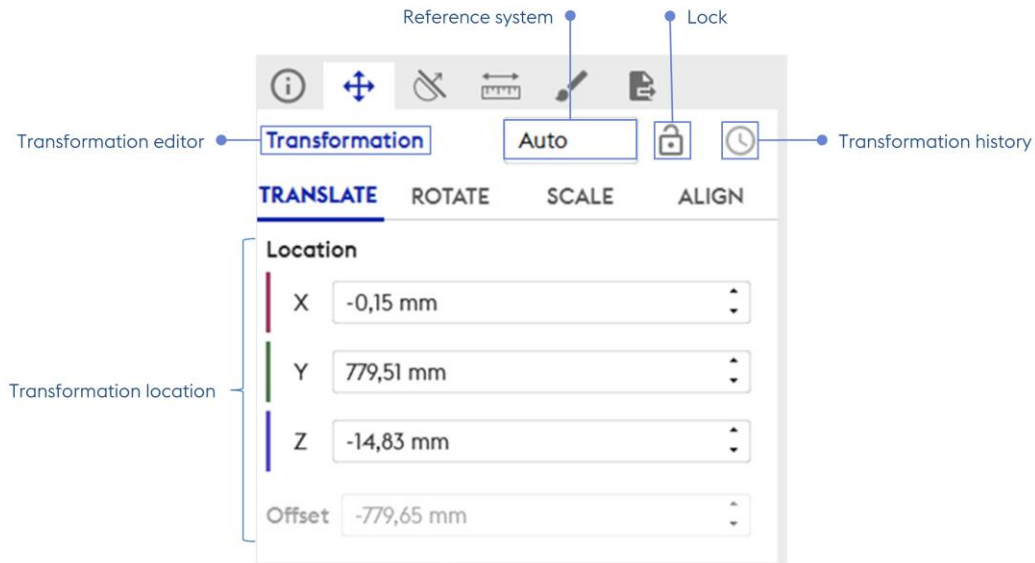 Reference system
Lock
Transformation editor
Transformation
Auto
Transformation history
TRANSLATE ROTATE SCALE ALIGN
Location
X -0,15 mm
Y 779,51 mm
Transformation location
Z -14,83 mm
Offset -779,65 mm